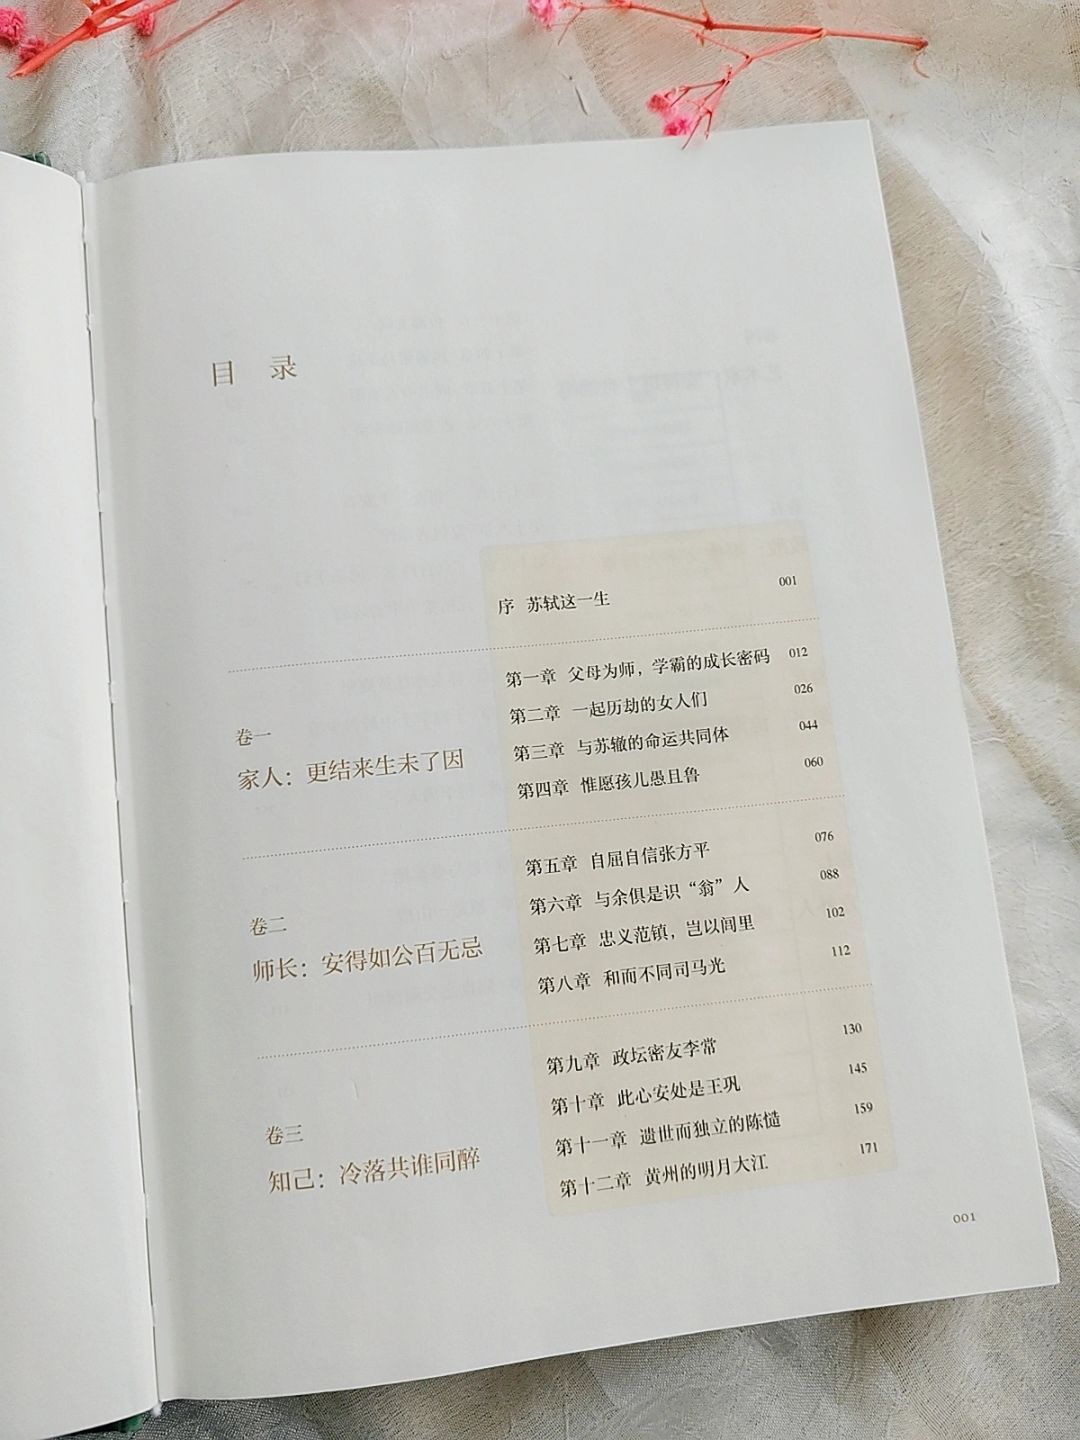 目 录
序 苏轼这一生 001
卷一
家人：更结来生未了因
第一章 父母为师，学霸的成长密码 012
第二章 一起历劫的女人们 026
第三章 与苏辙的命运共同体 044
第四章 惟愿孩儿愚且鲁 060
卷二
师长：安得如公百无忌
第五章 自屈自信张方平 076
第六章 与余俱是识“翁”人 088
第七章 忠义范镇，岂以闾里 102
第八章 和而不同司马光 112
卷三
知己：冷落共谁同醉
第九章 政坛密友李常 130
第十章 此心安处是王巩 145
第十一章 遗世而独立的陈慥 159
第十二章 黄州的明月大江 171
001